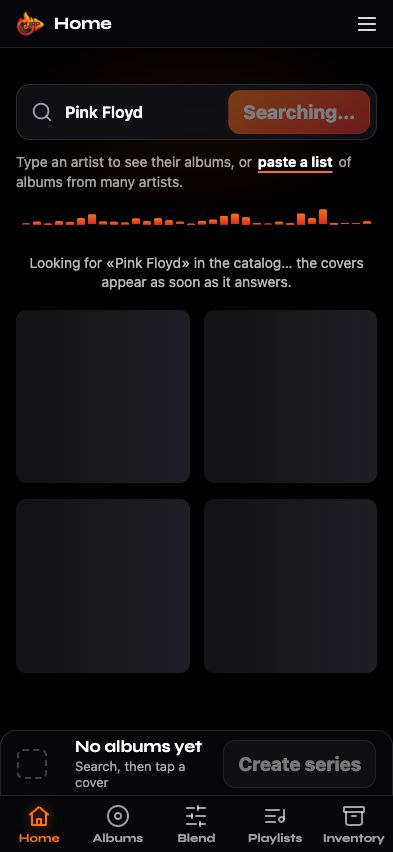 Home
Pink Floyd
Searching...
Type an artist to see their albums, or paste a list of
albums from many artists.
Looking for «Pink Floyd» in the catalog... the covers
appear as soon as it answers.
No albums yet
Search, then tap a
cover
Create series
Home
Albums
Blend
Playlists
Inventory